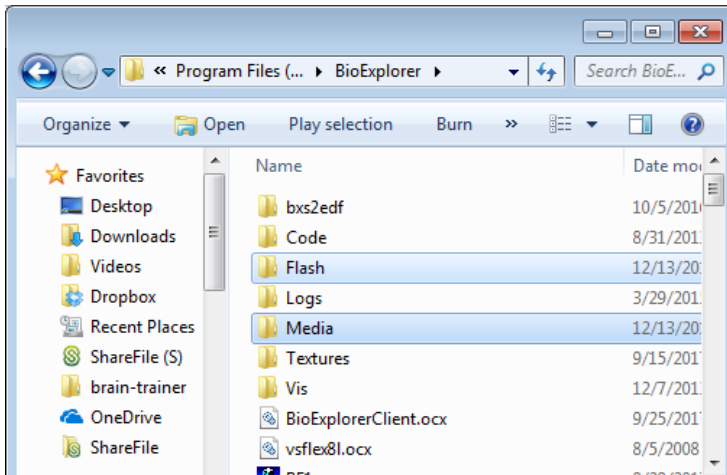 « Program Files (... ▸ BioExplorer ▸ Search BioE...
Organize Open Play selection Burn »
Favorites
Desktop
Downloads
Videos
Dropbox
Recent Places
ShareFile (S)
brain-trainer
OneDrive
ShareFile
Name Date mo
bxs2edf 10/5/201
Code 8/31/201
Flash 12/13/20
Logs 3/29/201
Media 12/13/20
Textures 9/15/201
Vis 12/7/201
BioExplorerClient.ocx 9/25/201
vsflex8l.ocx 8/5/2008